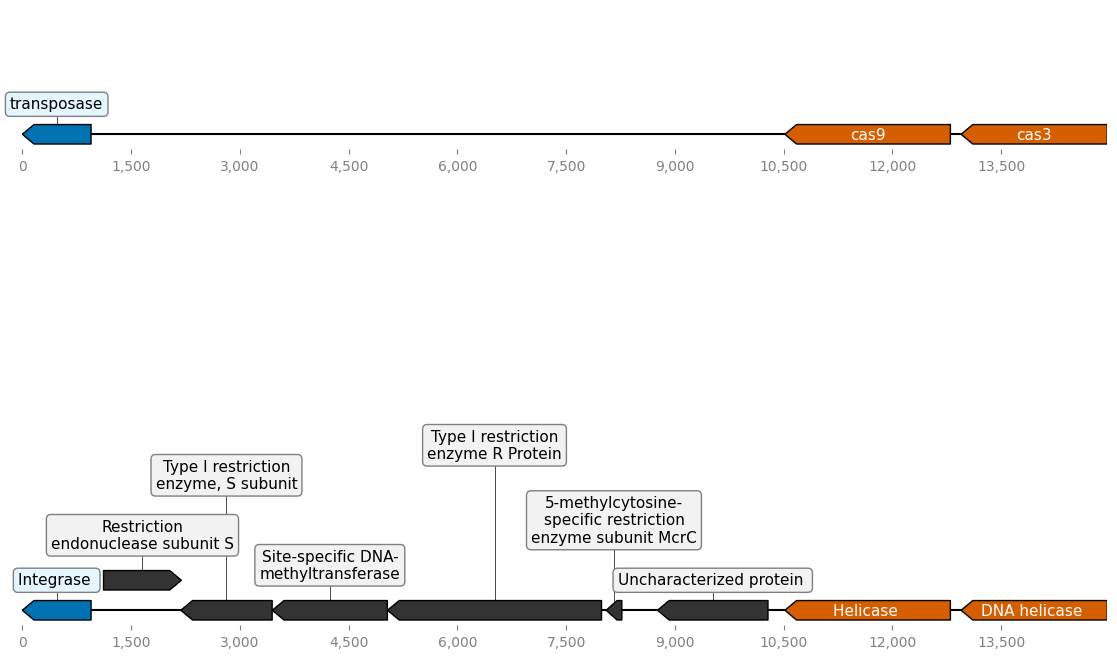 transposase
cas9
cas3
0
1,500
3,000
4,500
6,000
7,500
9,000
10,500
12,000
13,500
Type I restriction
enzyme R Protein
Type I restriction
enzyme, S subunit
5-methylcytosine-
specific restriction
enzyme subunit McrC
Restriction
endonuclease subunit S
Site-specific DNA-
methyltransferase
Integrase
Uncharacterized protein
Helicase
DNA helicase
0
1,500
3,000
4,500
6,000
7,500
9,000
10,500
12,000
13,500